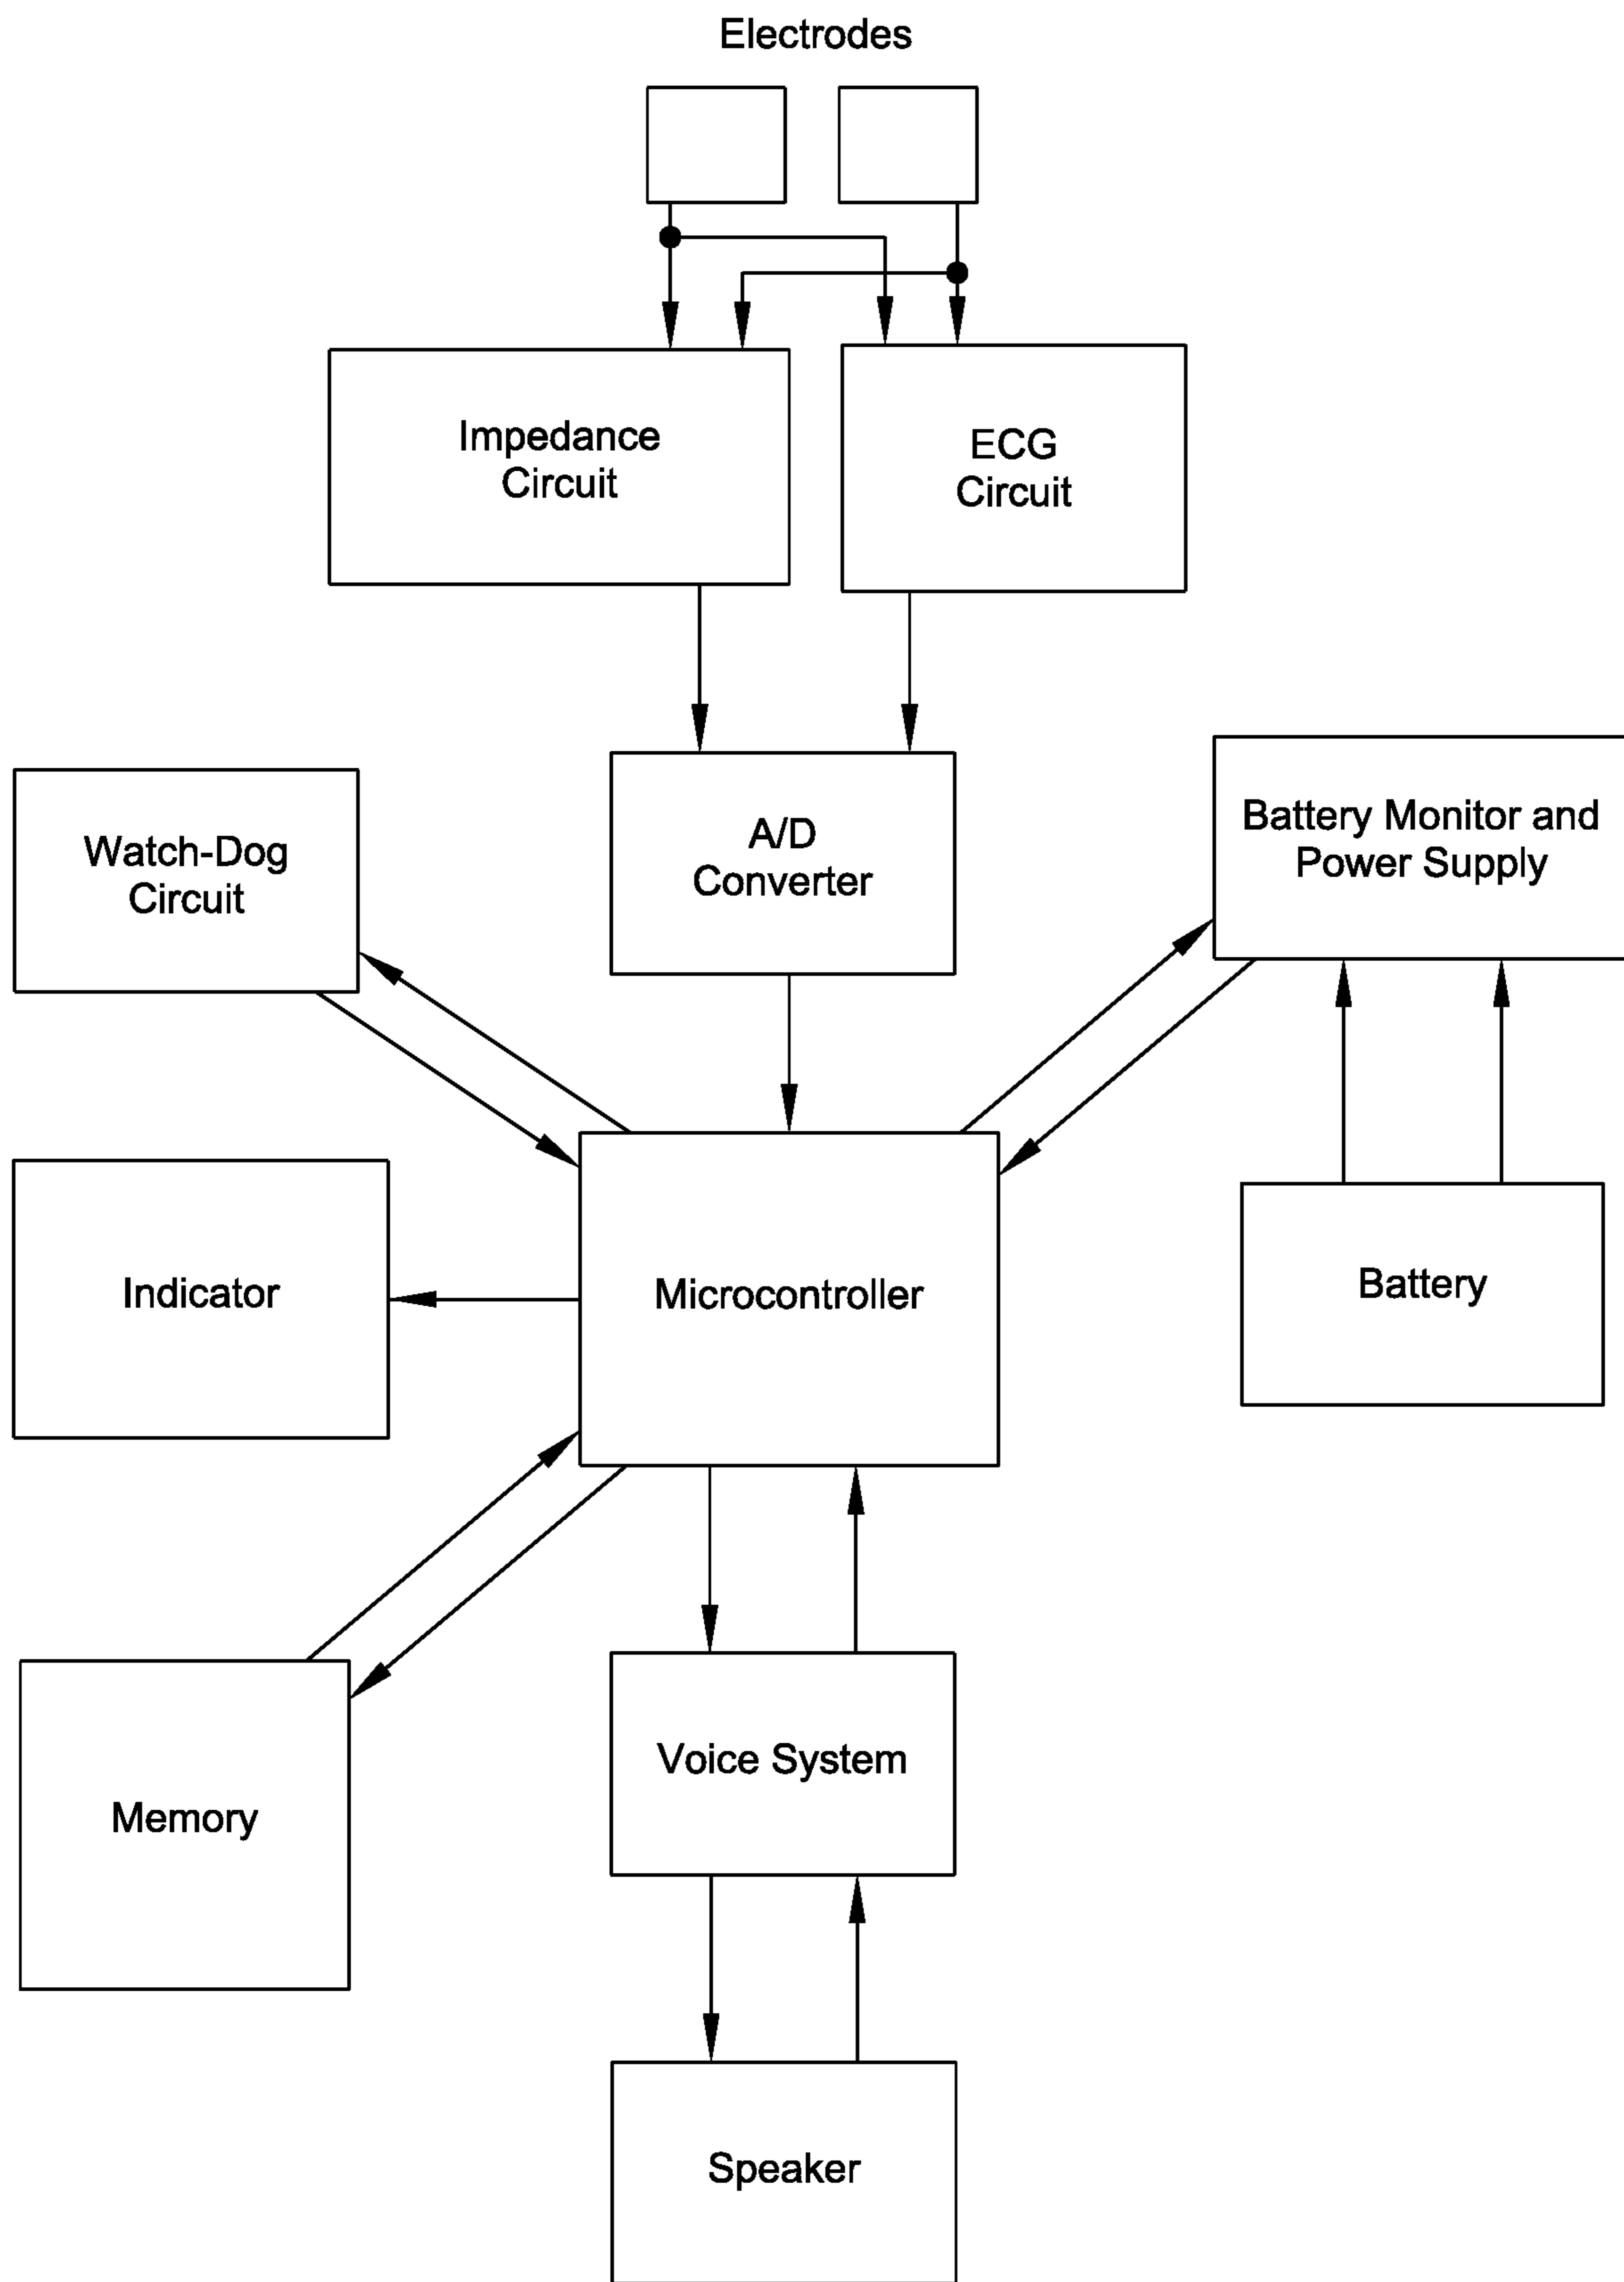 Electrodes
Impedance
Circuit
ECG
Circuit
Watch-Dog
Circuit
A/D
Converter
Battery Monitor and
Power Supply
Indicator
Microcontroller
Battery
Memory
Voice System
Speaker